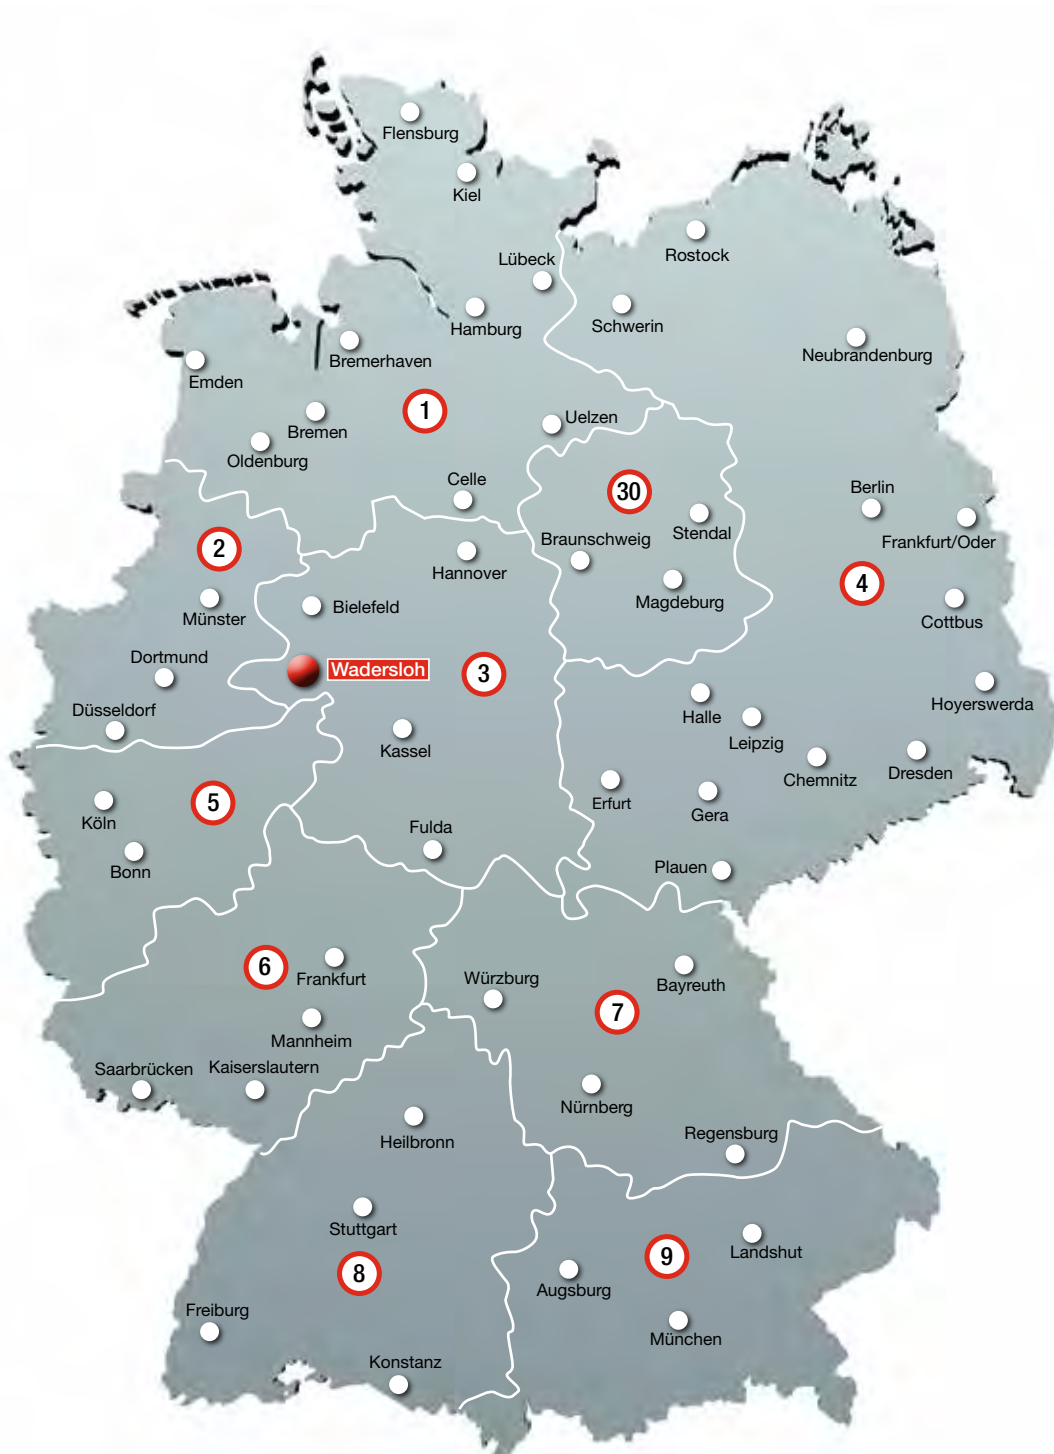 Flensburg
Kiel
Rostock
Lübeck
Hamburg
Schwerin
Bremerhaven
Neubrandenburg
Emden
1
Uelzen
Bremen
Oldenburg
Celle
30
Berlin
Stendal
Braunschweig
Frankfurt/Oder
2
Hannover
4
Magdeburg
Bielefeld
Münster
Cottbus
Dortmund
Wadersloh
3
Hoyerswerda
Düsseldorf
Halle
Leipzig
Kassel
Chemnitz
Dresden
5
Erfurt
Köln
Gera
Fulda
Bonn
Plauen
6
Frankfurt
Würzburg
Bayreuth
7
Mannheim
Saarbrücken
Kaiserslautern
Nürnberg
Heilbronn
Regensburg
Stuttgart
Landshut
9
8
Augsburg
Freiburg
München
Konstanz